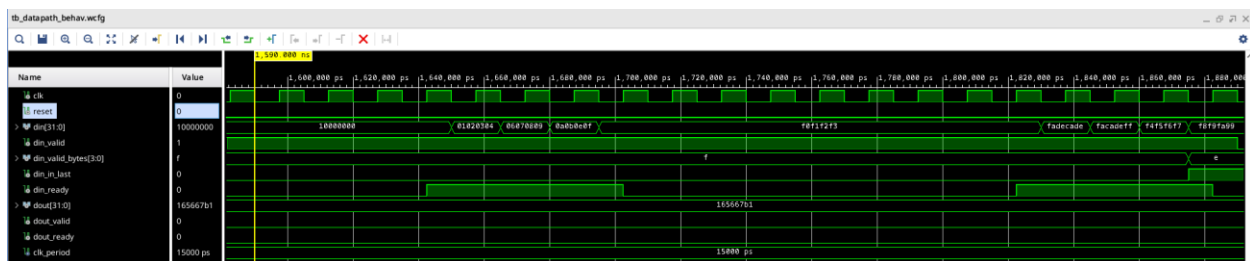 tb_datapath_behav.wcfg
1,590.000 ns
Name Value
1,600,000 ps 1,620,000 ps 1,640,000 ps 1,660,000 ps 1,680,000 ps 1,700,000 ps 1,720,000 ps 1,740,000 ps 1,760,000 ps 1,780,000 ps 1,800,000 ps 1,820,000 ps 1,840,000 ps 1,860,000 ps 1,880,00
clk 0
reset 0
din[31:0] 10000000 10000000 01020304 06070809 0a0b0e0f f0f1f2f3 fadecade facadeff f4f5f6f7 f8f9fa99
din_valid 1
din_valid_bytes[3:0] f f e
din_in_last 0
din_ready 0
dout[31:0] 165667b1 165667b1
dout_valid 0
dout_ready 0
clk_period 15000 ps 15000 ps